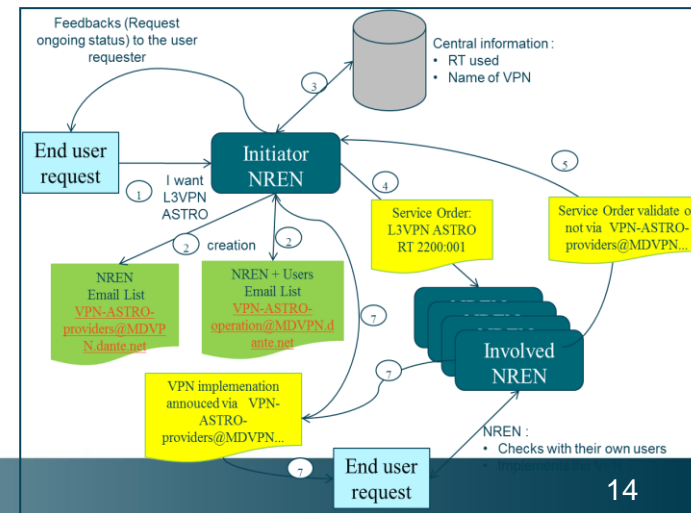 Feedbacks (Request
ongoing status) to the user
requester
Central information :
• RT used
• Name of VPN
3
End user
request
Initiator
NREN
1
I want
L3VPN
ASTRO
4
5
Service Order:
L3VPN ASTRO
RT 2200:001
Service Order validate o
not via VPN-ASTRO-
providers@MDVPN...
2
creation
2
NREN
Email List
VPN-ASTRO-
providers@MDVP
N.dante.net
NREN + Users
Email List
VPN-ASTRO-
operation@MDVPN.d
ante.net
7
NREN
NREN
NREN
Involved
NREN
7
VPN implemenation
annouced via VPN-
ASTRO-
providers@MDVPN...
7
End user
request
NREN :
• Checks with their own users
• Implements the VPN
14